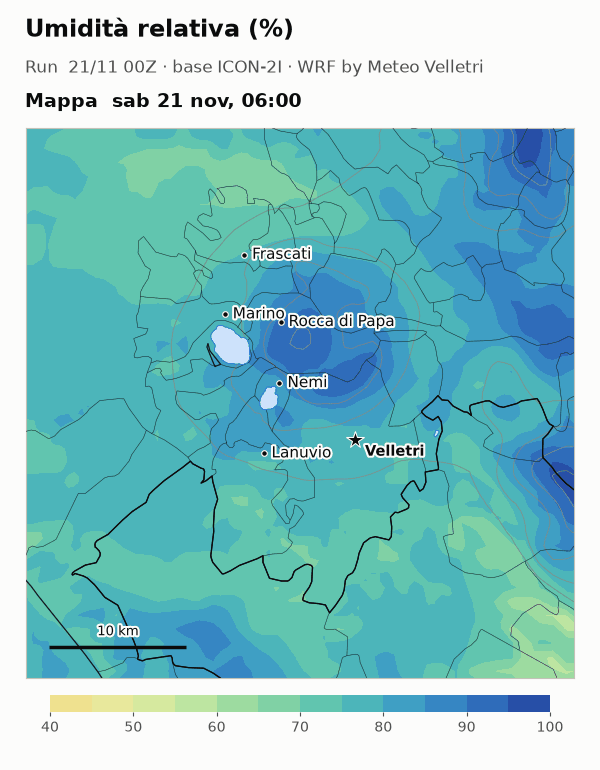 Umidità relativa (%)
Run  21/11 00Z · base ICON-2I · WRF by Meteo Velletri
Mappa  sab 21 nov, 06:00
Frascati
Marino
Rocca di Papa
Nemi
Velletri
Lanuvio
10 km
40 50 60 70 80 90 100